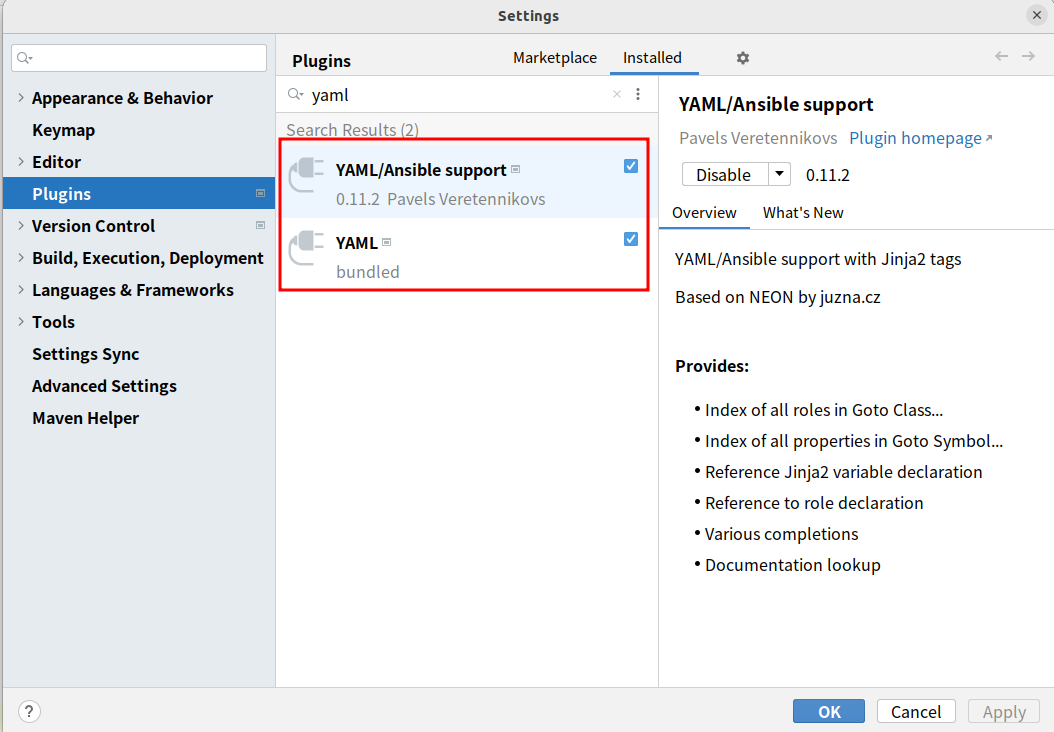 Settings
Plugins
Marketplace
Installed
Appearance & Behavior
Keymap
Editor
Plugins
Version Control
Build, Execution, Deployment
Languages & Frameworks
Tools
Settings Sync
Advanced Settings
Maven Helper
yaml
Search Results (2)
YAML/Ansible support
0.11.2 Pavels Veretennikovs
YAML
bundled
YAML/Ansible support
Pavels Veretennikovs Plugin homepage
Disable 0.11.2
Overview What's New
YAML/Ansible support with Jinja2 tags
Based on NEON by juzna.cz
Provides:
• Index of all roles in Goto Class...
• Index of all properties in Goto Symbol...
• Reference Jinja2 variable declaration
• Reference to role declaration
• Various completions
• Documentation lookup
?
OK
Cancel
Apply